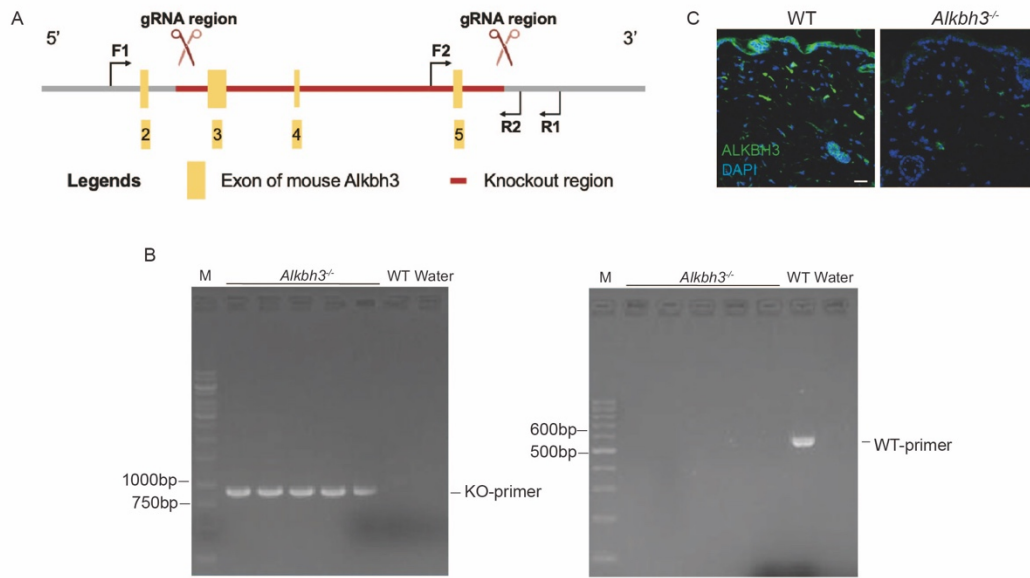 A
5’
gRNA region
gRNA region
3’
F1
F2
R2
R1
2
3
4
5
Legends
Exon of mouse Alkbh3
Knockout region
C
WT
Alkbh3-/-
ALKBH3
DAPI
B
M
Alkbh3-/-
WT Water
1000bp
750bp
KO-primer
M
Alkbh3-/-
WT Water
600bp
500bp
WT-primer